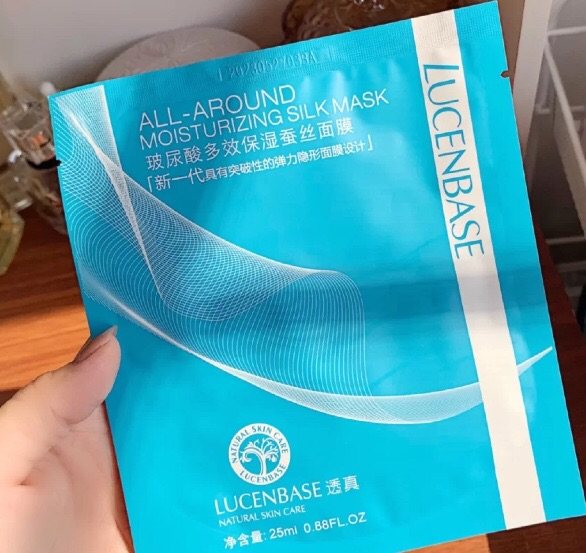 ALL-AROUND
MOISTURIZING SILK MASK
玻尿酸多效保湿蚕丝面膜
「新一代具有突破性的弹力隐形面膜设计」
LUCENBASE
NATURAL SKIN CARE
LUCENBASE
LUCENBASE 透真
NATURAL SKIN CARE
净含量: 25ml 0.88FL.OZ